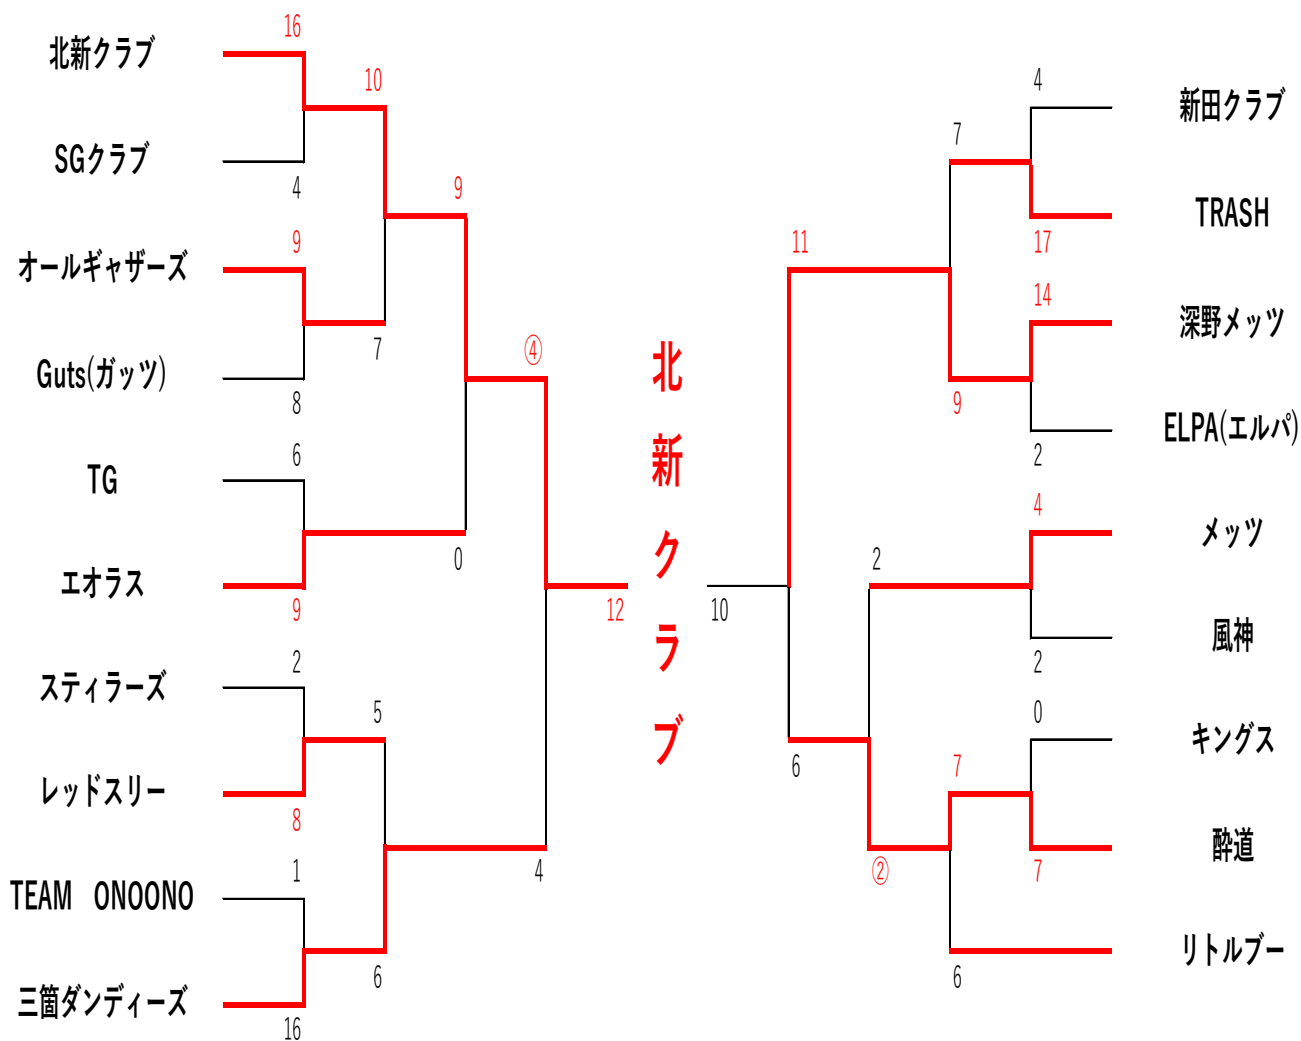 16
北新クラブ
10
SGクラブ
4
9
9
オールギャザーズ
7
Guts(ガッツ)
8
④
6
TG
0
エオラス
9
12
2
スティラーズ
5
レッドスリー
8
1
4
TEAM　ONOONO
6
三箇ダンディーズ
16
北新クラブ
4
新田クラブ
7
TRASH
17
11
14
深野メッツ
9
ELPA(エルパ)
2
4
メッツ
2
10
風神
2
0
キングス
6
7
酔道
②
7
リトルブー
6